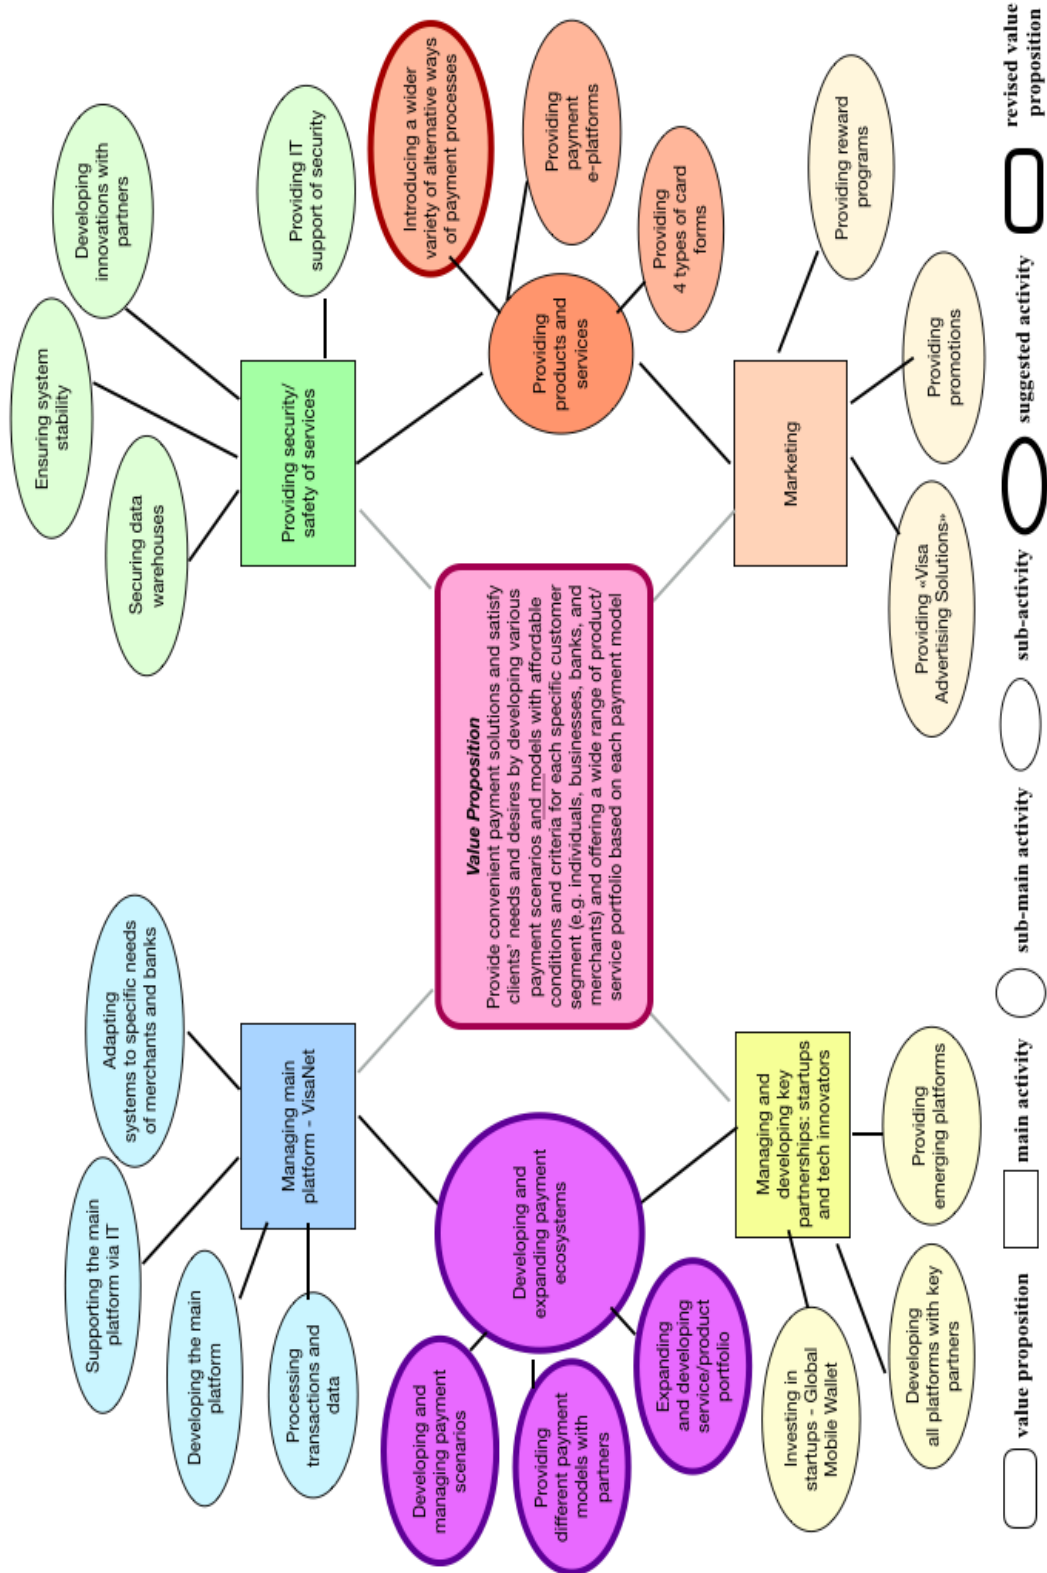 Supporting the main
platform via IT
Adapting
systems to specific needs
of merchants and banks
Developing the main
platform
Processing
transactions and
data
Managing main
platform - VisaNet
Securing data
warehouses
Ensuring system
stability
Developing
innovations with
partners
Providing IT
support of security
Providing security/
safety of services
Developing and
managing payment
scenarios
Providing
different payment
models with
partners
Expanding
and developing
service/product
portfolio
Developing and
expanding payment
ecosystems
Value Proposition
Provide convenient payment solutions and satisfy
clients' needs and desires by developing various
payment scenarios and models with affordable
conditions and criteria for each specific customer
segment (e.g. individuals, businesses, banks, and
merchants) and offering a wide range of product/
service portfolio based on each payment model
Providing
products and
services
Introducing a wider
variety of alternative ways
of payment processes
Providing
payment
e-platforms
Providing
4 types of card
forms
Managing and
developing key
partnerships: startups
and tech innovators
Investing in
startups - Global
Mobile Wallet
Developing
all platforms with key
partners
Providing
emerging platforms
Marketing
Providing «Visa
Advertising Solutions»
Providing
promotions
Providing reward
programs
value proposition
main activity
sub-main activity
sub-activity
suggested activity
revised value
proposition